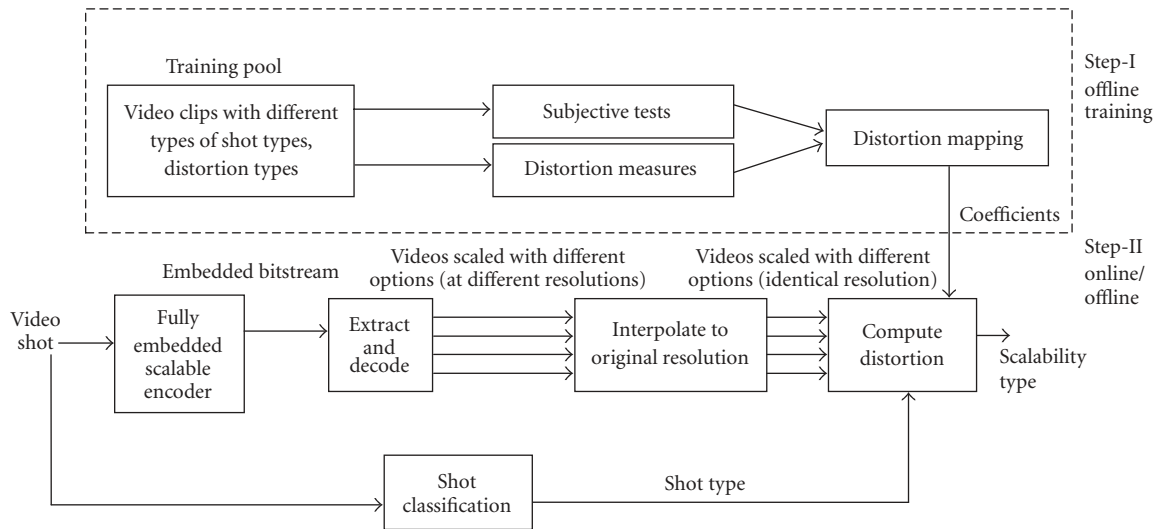 Training pool
Video clips with different
types of shot types,
distortion types
Subjective tests
Distortion measures
Distortion mapping
Step-I
offline
training
Coefficients
Step-II
online/
offline
Embedded bitstream
Videos scaled with different
options (at different resolutions)
Videos scaled with different
options (identical resolution)
Video
shot
Fully
embedded
scalable
encoder
Extract
and
decode
Interpolate to
original resolution
Compute
distortion
Scalability
type
Shot
classification
Shot type